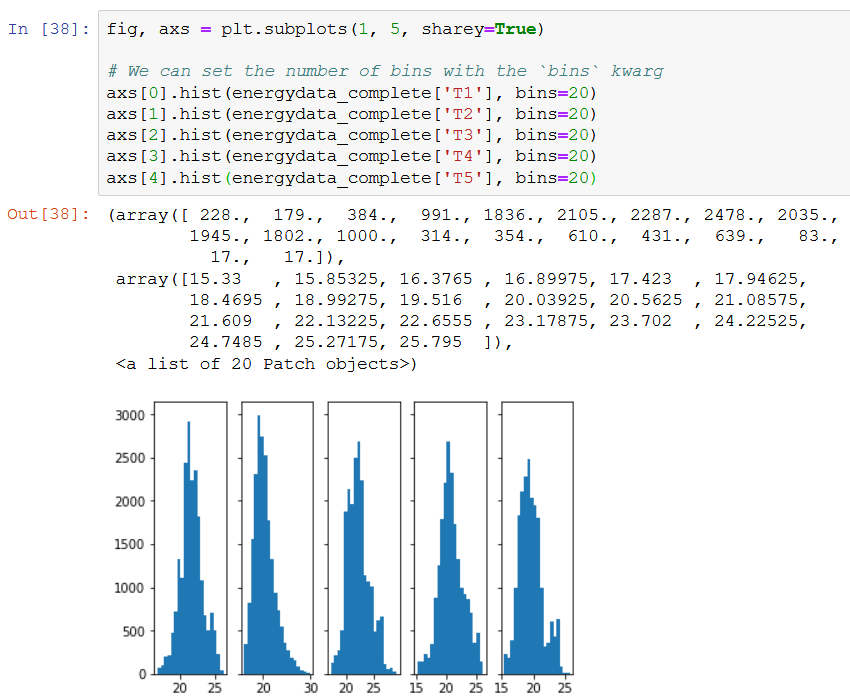 In [38]: fig, axs = plt.subplots(1, 5, sharey=True)
# We can set the number of bins with the `bins` kwarg
axs[0].hist(energydata_complete['T1'], bins=20)
axs[1].hist(energydata_complete['T2'], bins=20)
axs[2].hist(energydata_complete['T3'], bins=20)
axs[3].hist(energydata_complete['T4'], bins=20)
axs[4].hist(energydata_complete['T5'], bins=20)
Out[38]: (array([ 228., 179., 384., 991., 1836., 2105., 2287., 2478., 2035.,
1945., 1802., 1000., 314., 354., 610., 431., 639., 83.,
17., 17.]),
array([15.33 , 15.85325, 16.3765 , 16.89975, 17.423 , 17.94625,
18.4695 , 18.99275, 19.516 , 20.03925, 20.5625 , 21.08575,
21.609 , 22.13225, 22.6555 , 23.17875, 23.702 , 24.22525,
24.7485 , 25.27175, 25.795 ]),
<a list of 20 Patch objects>)
3000
2500
2000
1500
1000
500
0
20 25 20 30 20 25 15 20 25 15 20 25